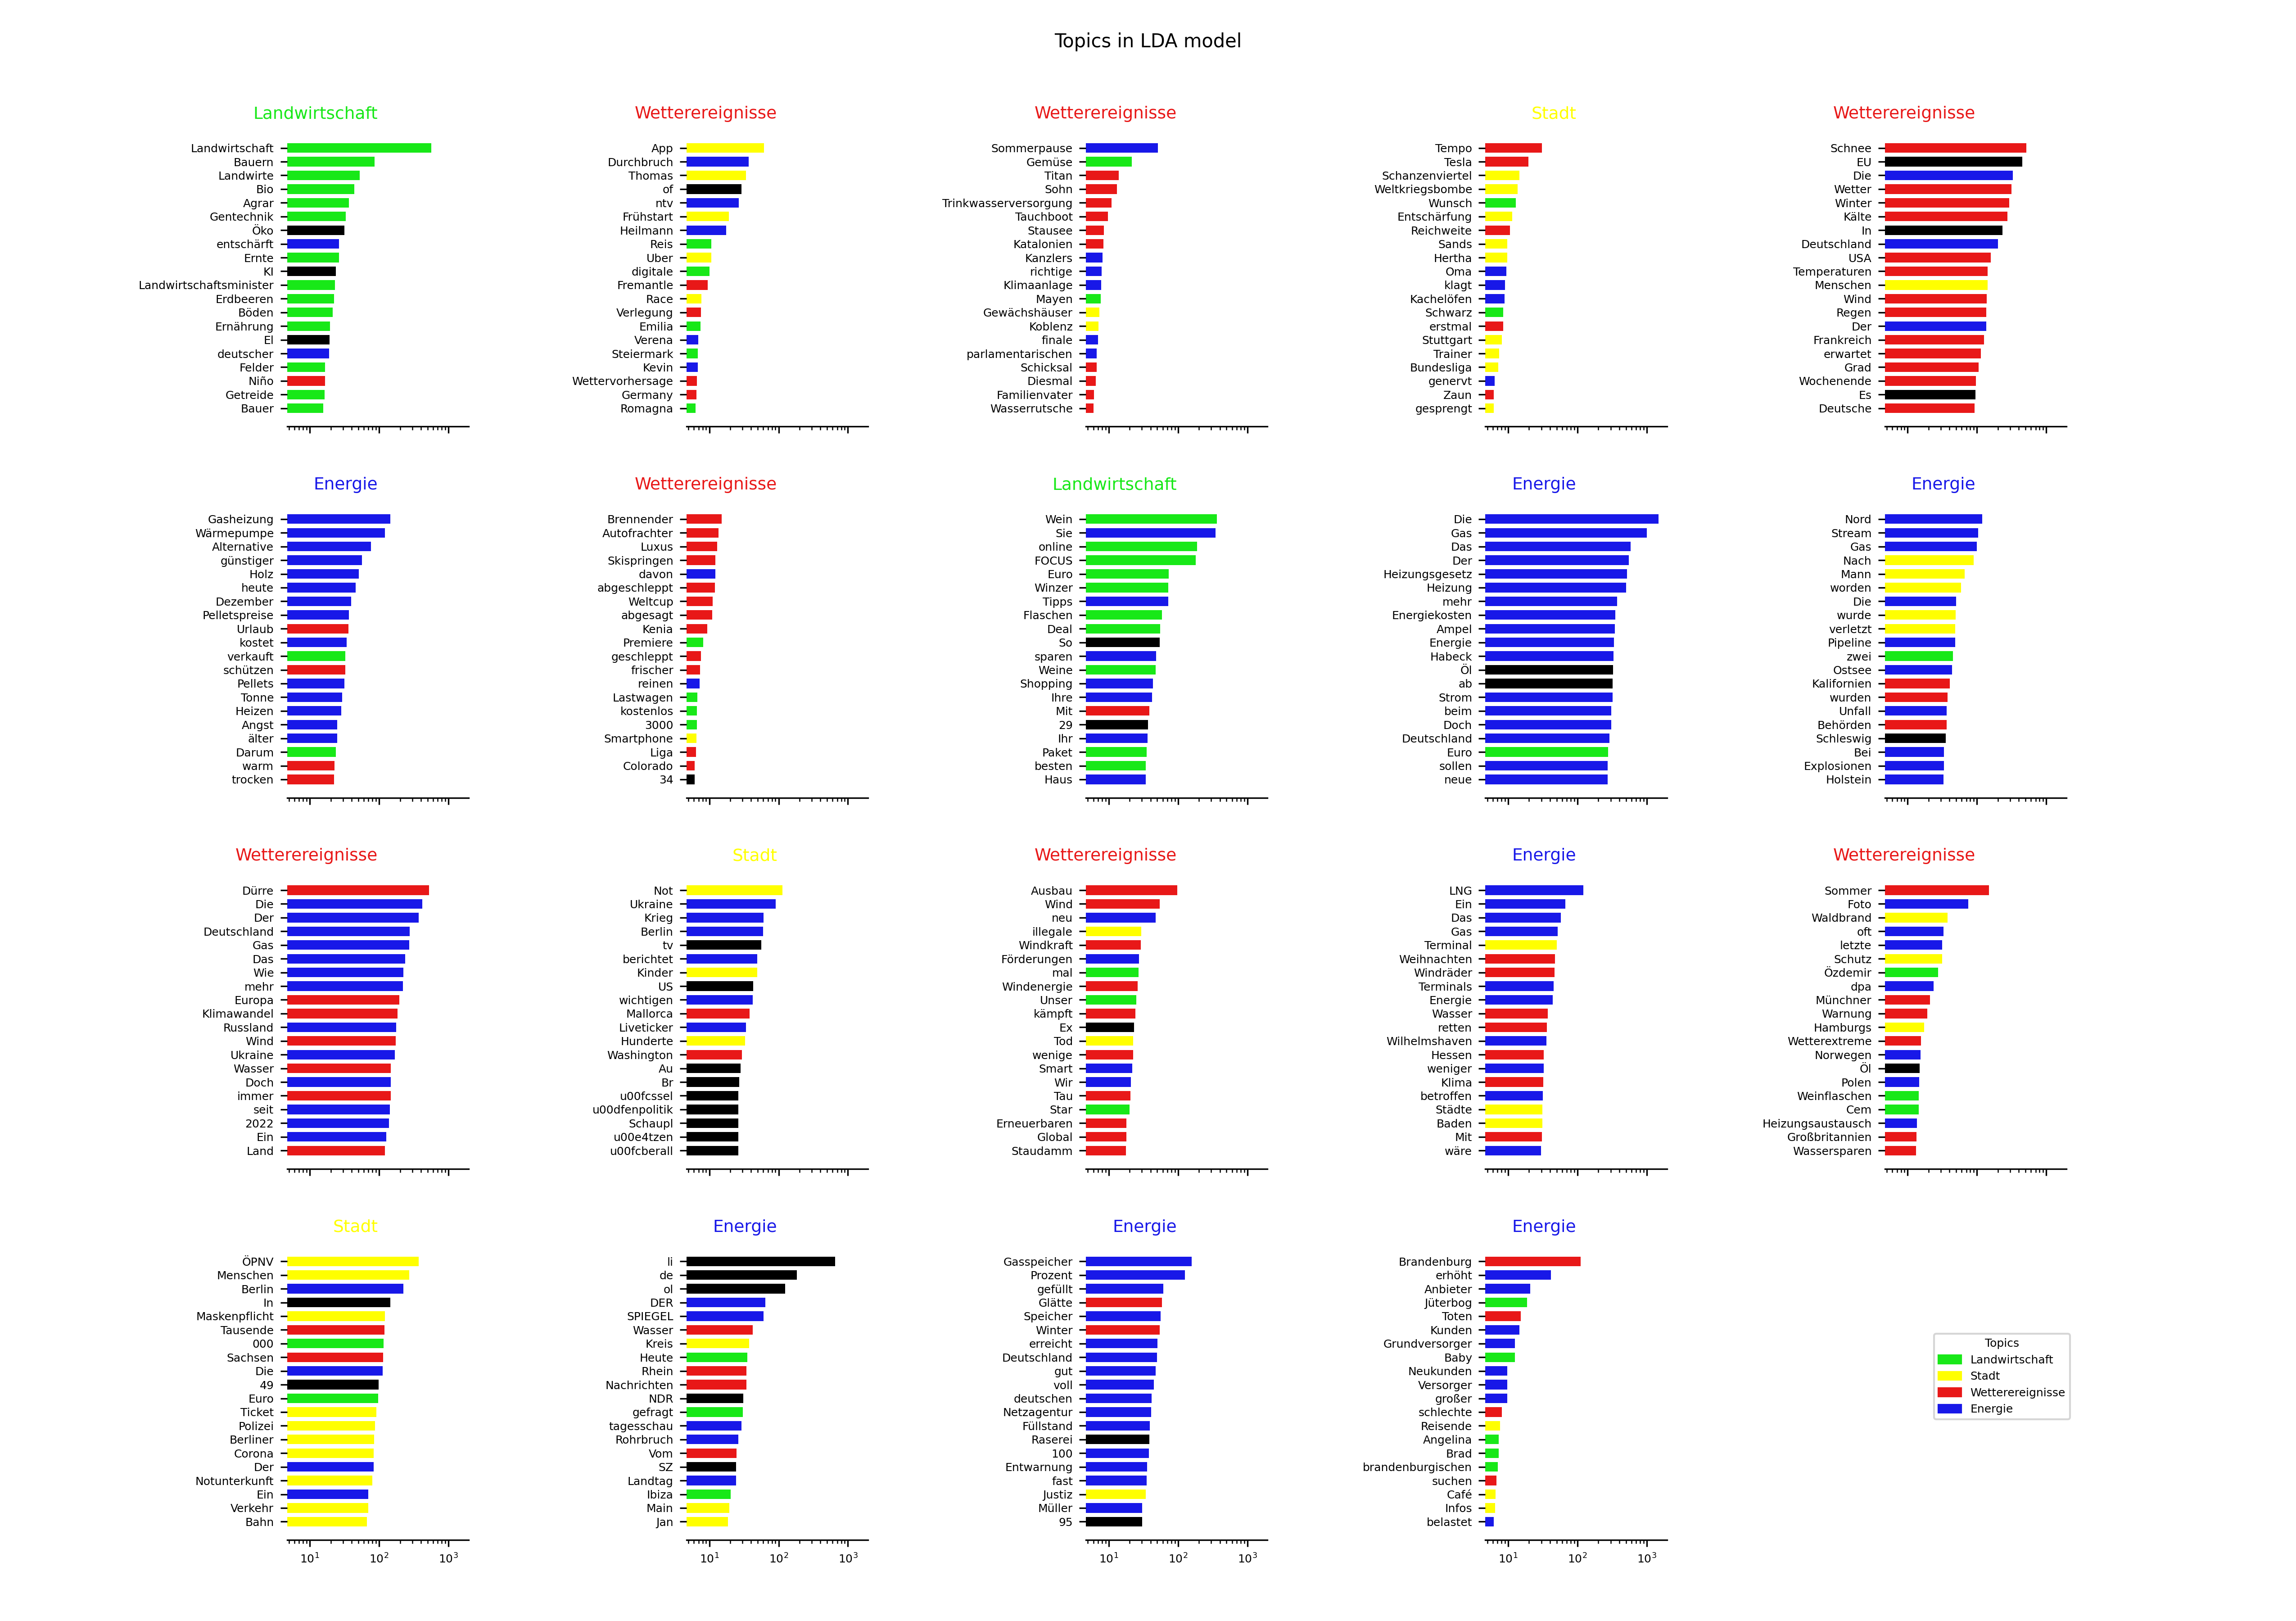 Topics in LDA model
Landwirtschaft
Landwirtschaft
Bauern
Landwirte
Bio
Agrar
Gentechnik
Öko
entschärft
Ernte
KI
Landwirtschaftsminister
Erdbeeren
Böden
Ernährung
El
deutscher
Felder
Niño
Getreide
Bauer
Wetterereignisse
App
Durchbruch
Thomas
of
ntv
Frühstart
Heilmann
Reis
Uber
digitale
Fremantle
Race
Verlegung
Emilia
Verena
Steiermark
Kevin
Wettervorhersage
Germany
Romagna
Wetterereignisse
Sommerpause
Gemüse
Titan
Sohn
Trinkwasserversorgung
Tauchboot
Stausee
Katalonien
Kanzlers
richtige
Klimaanlage
Mayen
Gewächshäuser
Koblenz
finale
parlamentarischen
Schicksal
Diesmal
Familienvater
Wasserrutsche
Stadt
Tempo
Tesla
Schanzenviertel
Weltkriegsbombe
Wunsch
Entschärfung
Reichweite
Sands
Hertha
Oma
klagt
Kachelöfen
Schwarz
erstmal
Stuttgart
Trainer
Bundesliga
genervt
Zaun
gesprengt
Wetterereignisse
Schnee
EU
Die
Wetter
Winter
Kälte
In
Deutschland
USA
Temperaturen
Menschen
Wind
Regen
Der
Frankreich
erwartet
Grad
Wochenende
Es
Deutsche
Energie
Gasheizung
Wärmepumpe
Alternative
günstiger
Holz
heute
Dezember
Pelletspreise
Urlaub
kostet
verkauft
schützen
Pellets
Tonne
Heizen
Angst
älter
Darum
warm
trocken
Wetterereignisse
Brennender
Autofrachter
Luxus
Skispringen
davon
abgeschleppt
Weltcup
abgesagt
Kenia
Premiere
geschleppt
frischer
reinen
Lastwagen
kostenlos
3000
Smartphone
Liga
Colorado
34
Landwirtschaft
Wein
Sie
online
FOCUS
Euro
Winzer
Tipps
Flaschen
Deal
So
sparen
Weine
Shopping
Ihre
Mit
29
Ihr
Paket
besten
Haus
Energie
Die
Gas
Das
Der
Heizungsgesetz
Heizung
mehr
Energiekosten
Ampel
Energie
Habeck
Öl
ab
Strom
beim
Doch
Deutschland
Euro
sollen
neue
Energie
Nord
Stream
Gas
Nach
Mann
worden
Die
wurde
verletzt
Pipeline
zwei
Ostsee
Kalifornien
wurden
Unfall
Behörden
Schleswig
Bei
Explosionen
Holstein
Wetterereignisse
Dürre
Die
Der
Deutschland
Gas
Das
Wie
mehr
Europa
Klimawandel
Russland
Wind
Ukraine
Wasser
Doch
immer
seit
2022
Ein
Land
Stadt
Not
Ukraine
Krieg
Berlin
tv
berichtet
Kinder
US
wichtigen
Mallorca
Liveticker
Hunderte
Washington
Au
Br
u00fcssel
u00dfenpolitik
Schaupl
u00e4tzen
u00fcberall
Wetterereignisse
Ausbau
Wind
neu
illegale
Windkraft
Förderungen
mal
Windenergie
Unser
kämpft
Ex
Tod
wenige
Smart
Wir
Tau
Star
Erneuerbaren
Global
Staudamm
Energie
LNG
Ein
Das
Gas
Terminal
Weihnachten
Windräder
Terminals
Energie
Wasser
retten
Wilhelmshaven
Hessen
weniger
Klima
betroffen
Städte
Baden
Mit
wäre
Wetterereignisse
Sommer
Foto
Waldbrand
oft
letzte
Schutz
Özdemir
dpa
Münchner
Warnung
Hamburgs
Wetterextreme
Norwegen
Öl
Polen
Weinflaschen
Cem
Heizungsaustausch
Großbritannien
Wassersparen
Stadt
ÖPNV
Menschen
Berlin
In
Maskenpflicht
Tausende
000
Sachsen
Die
49
Euro
Ticket
Polizei
Berliner
Corona
Der
Notunterkunft
Ein
Verkehr
Bahn
10¹ 10² 10³
Energie
li
de
ol
DER
SPIEGEL
Wasser
Kreis
Heute
Rhein
Nachrichten
NDR
gefragt
tagesschau
Rohrbruch
Vom
SZ
Landtag
Ibiza
Main
Jan
10¹ 10² 10³
Energie
Gasspeicher
Prozent
gefüllt
Glätte
Speicher
Winter
erreicht
Deutschland
gut
voll
deutschen
Netzagentur
Füllstand
Raserei
100
Entwarnung
fast
Justiz
Müller
95
10¹ 10² 10³
Energie
Brandenburg
erhöht
Anbieter
Jüterbog
Toten
Kunden
Grundversorger
Baby
Neukunden
Versorger
großer
schlechte
Reisende
Angelina
Brad
brandenburgischen
suchen
Café
Infos
belastet
10¹ 10² 10³
Topics
Landwirtschaft
Stadt
Wetterereignisse
Energie